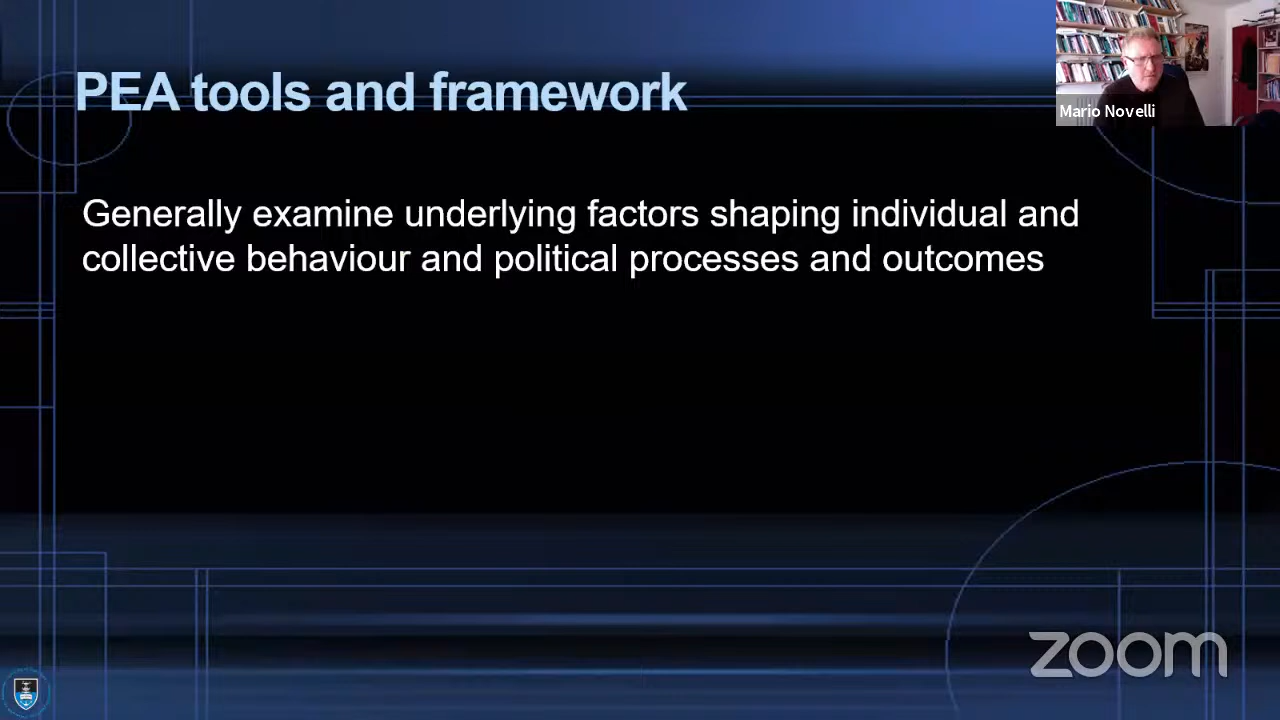 PEA tools and framework
Mario Novelli
Generally examine underlying factors shaping individual and
collective behaviour and political processes and outcomes
zoom